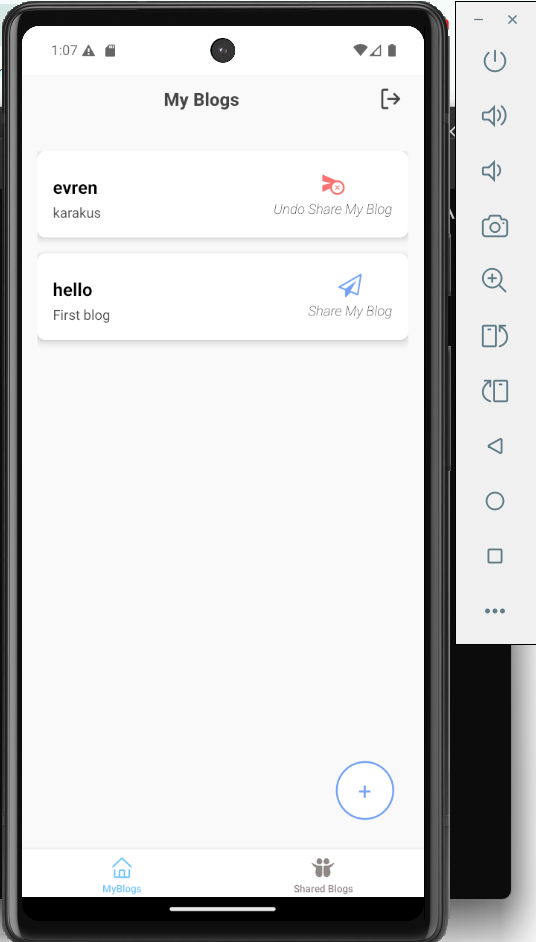 1:07
My Blogs
evren
karakus
Undo Share My Blog
hello
First blog
Share My Blog
+
MyBlogs
Shared Blogs